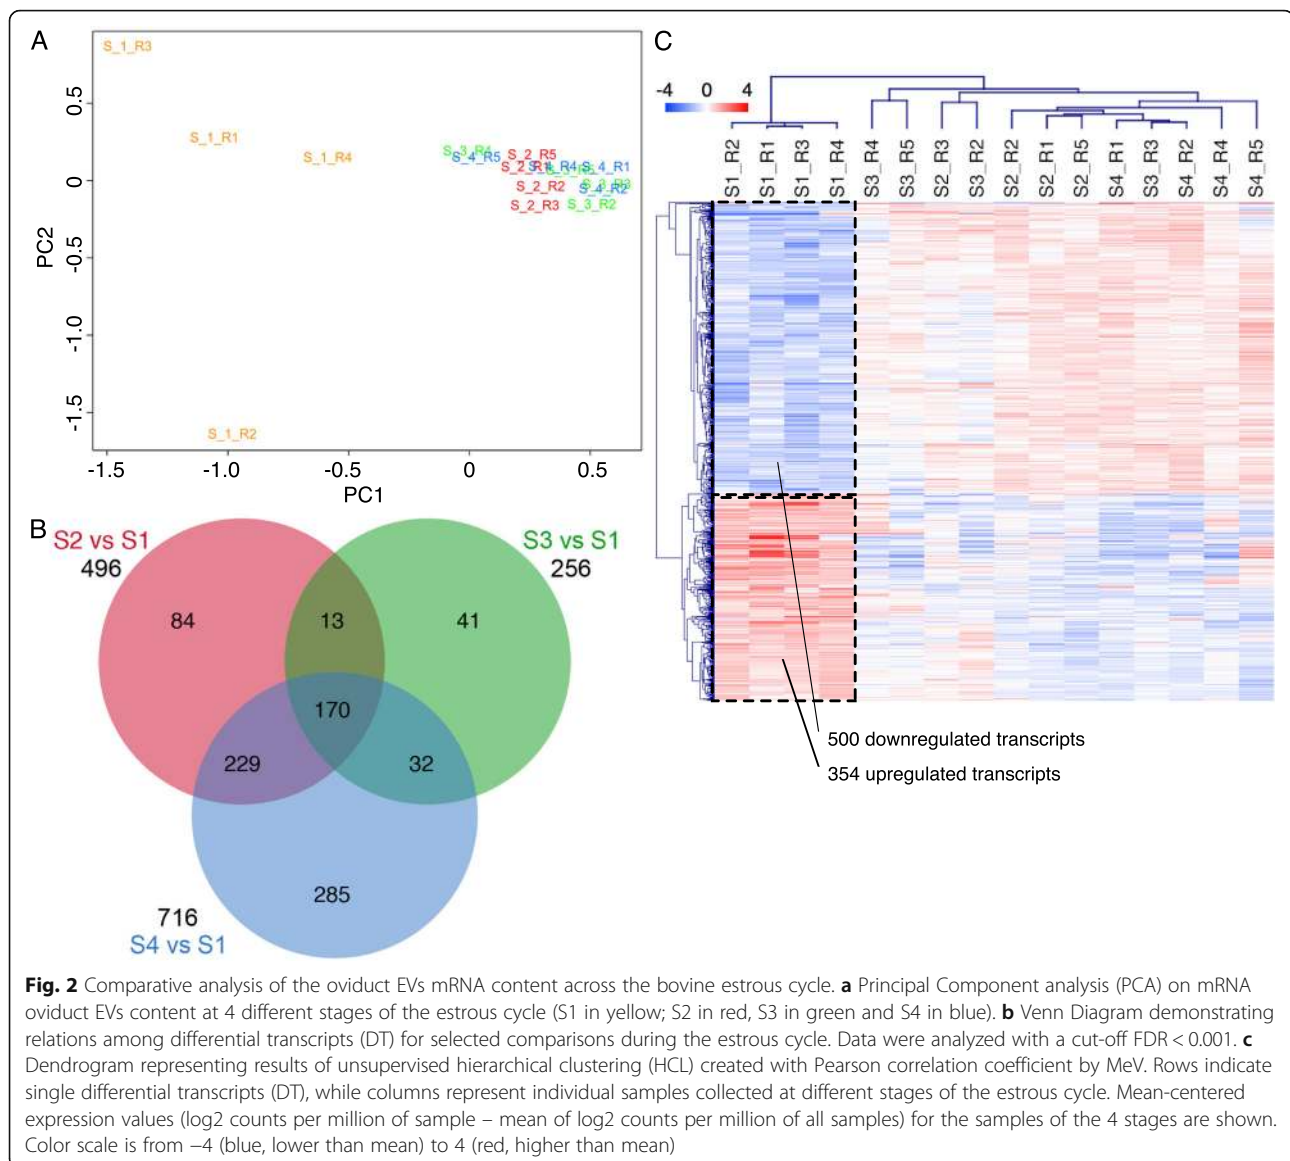 A
S_1_R3
S_1_R1
S_1_R4
S_1_R2
S_3_R4
S_4_R5
S_2_R5
S_2_R1
S_4_R4
S_4_R1
S_2_R2
S_4_R2
S_2_R3
S_3_R2
0.5
0
-0.5
-1.0
-1.5
PC2
-1.5
-1.0
-0.5
0
0.5
PC1
B
S2 vs S1
496
S3 vs S1
256
84
13
41
170
229
32
285
716
S4 vs S1
C
-4 0 4
S1_R2
S1_R1
S1_R3
S1_R4
S3_R4
S3_R5
S2_R3
S3_R2
S2_R2
S2_R1
S2_R5
S4_R1
S3_R3
S4_R2
S4_R4
S4_R5
500 downregulated transcripts
354 upregulated transcripts
Fig. 2 Comparative analysis of the oviduct EVs mRNA content across the bovine estrous cycle. a Principal Component analysis (PCA) on mRNA
oviduct EVs content at 4 different stages of the estrous cycle (S1 in yellow; S2 in red, S3 in green and S4 in blue). b Venn Diagram demonstrating
relations among differential transcripts (DT) for selected comparisons during the estrous cycle. Data were analyzed with a cut-off FDR < 0.001. c
Dendrogram representing results of unsupervised hierarchical clustering (HCL) created with Pearson correlation coefficient by MeV. Rows indicate
single differential transcripts (DT), while columns represent individual samples collected at different stages of the estrous cycle. Mean-centered
expression values (log2 counts per million of sample – mean of log2 counts per million of all samples) for the samples of the 4 stages are shown.
Color scale is from −4 (blue, lower than mean) to 4 (red, higher than mean)